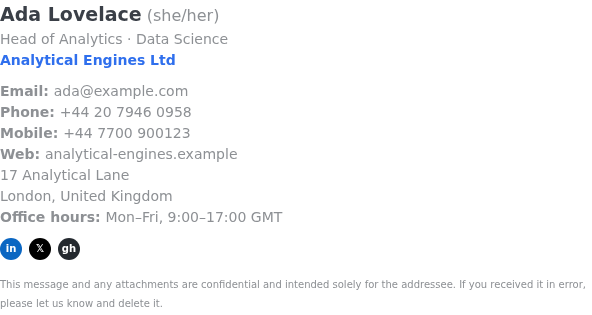 Ada Lovelace (she/her)
Head of Analytics · Data Science
Analytical Engines Ltd
Email: ada@example.com
Phone: +44 20 7946 0958
Mobile: +44 7700 900123
Web: analytical-engines.example
17 Analytical Lane
London, United Kingdom
Office hours: Mon–Fri, 9:00–17:00 GMT
in 𝕏 gh
This message and any attachments are confidential and intended solely for the addressee. If you received it in error,
please let us know and delete it.